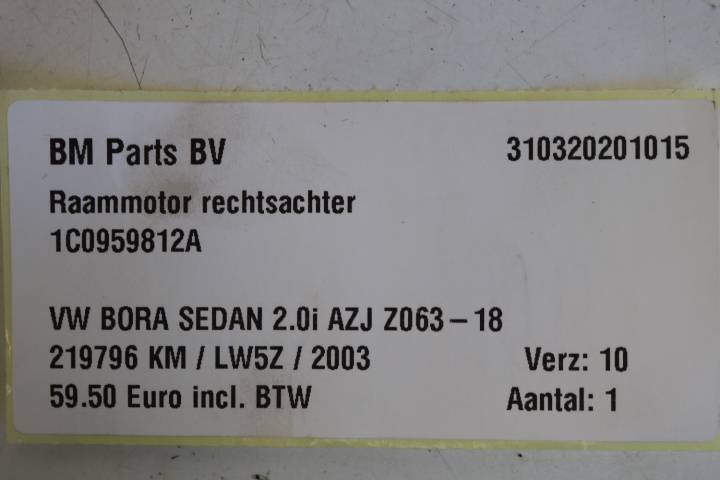 BM Parts BV 310320201015
Raammotor rechtsachter
1C0959812A
VW BORA SEDAN 2.0i AZJ Z063-18
219796 KM / LW5Z / 2003 Verz: 10
59.50 Euro incl. BTW Aantal: 1